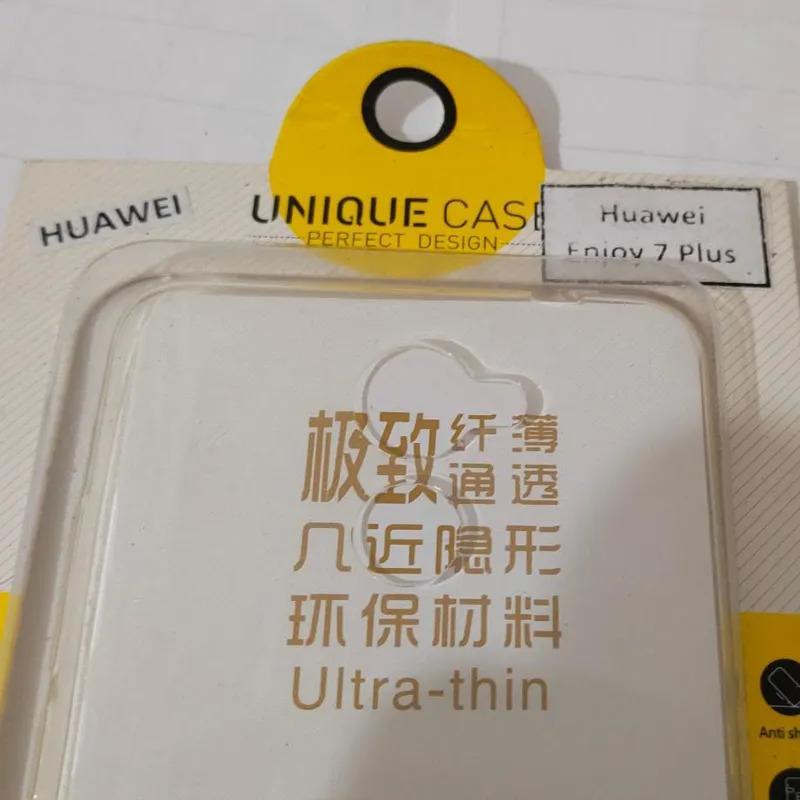 HUAWEI
UNIQUE CASE
PERFECT DESIGN
Huawei
Enjoy 7 Plus
极致纤薄
通透
几近隐形
环保材料
Ultra-thin
Anti